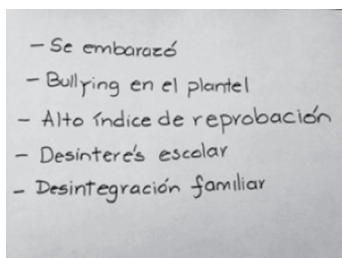 - Se embarazó
- Bullying en el plantel
- Alto índice de reprobación
- Desinterés escolar
- Desintegración familiar